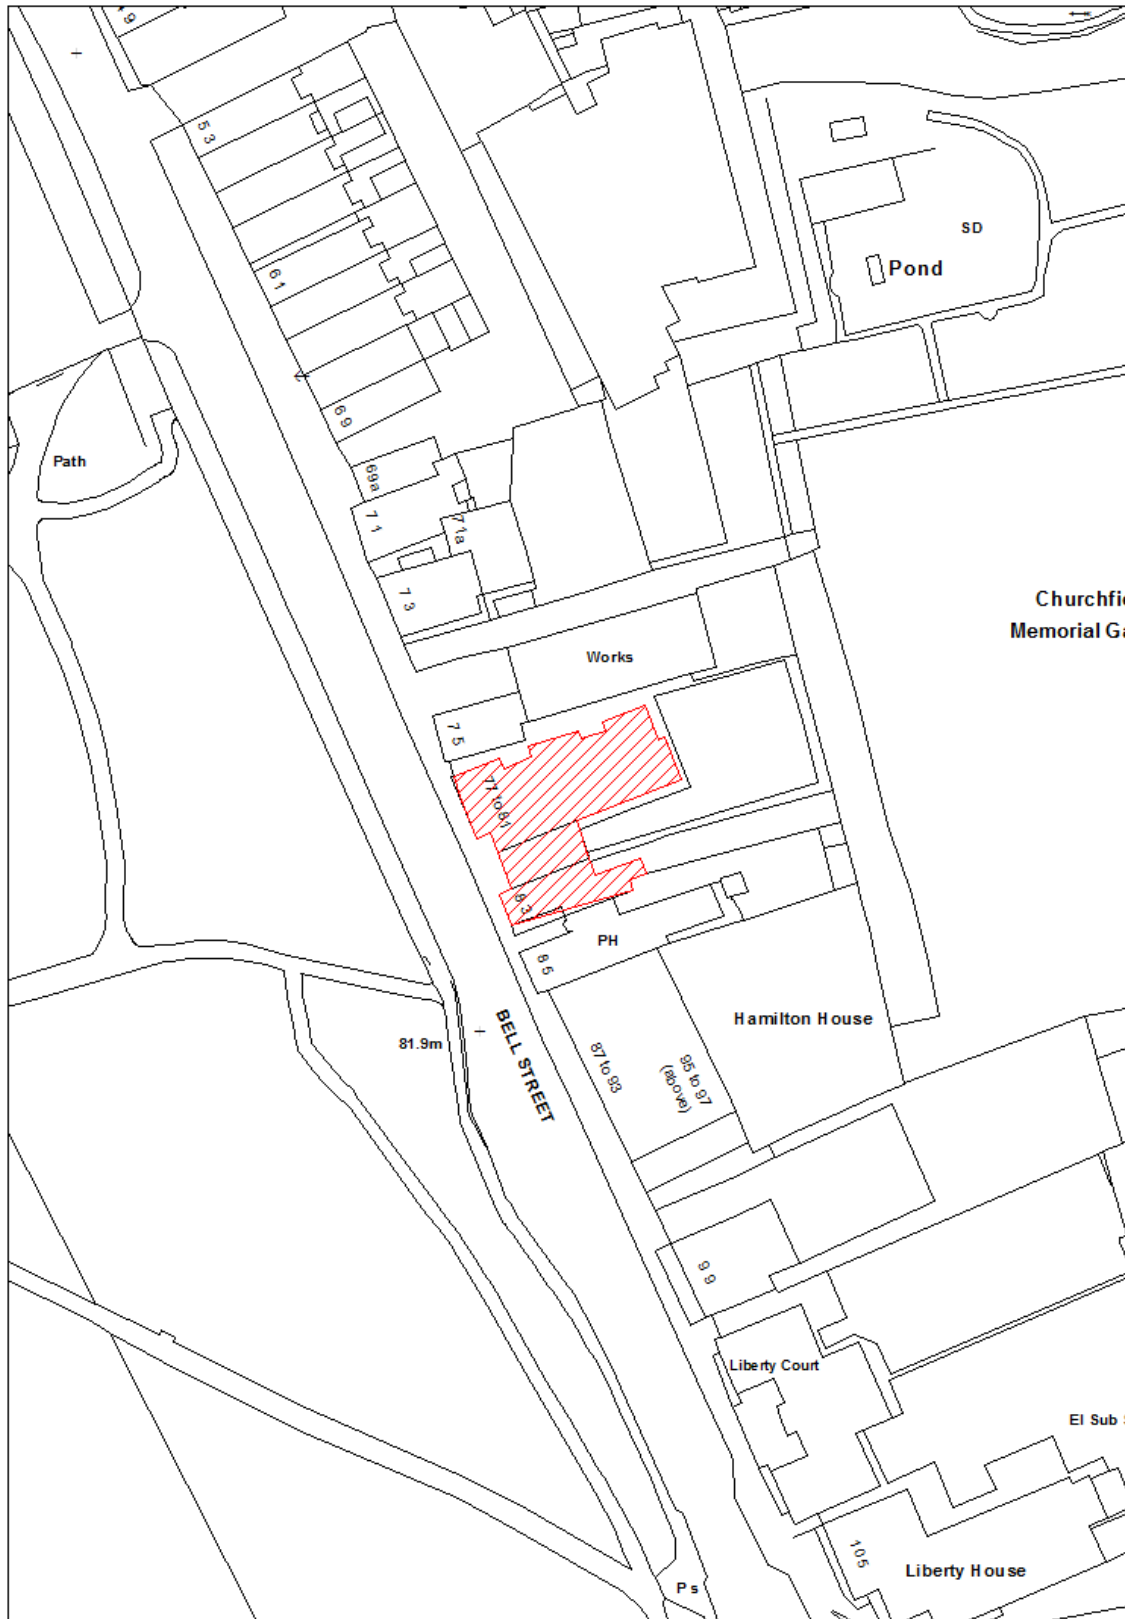 49
53
SD
Pond
61
69
Path
69a
71
71a
73
Churchfie
Memorial Ga
Works
75
77 to 81
83
PH
85
Hamilton House
81.9m
BELL STREET
87 to 93
95 to 97
(above)
99
Liberty Court
El Sub S
105
Liberty House
Ps